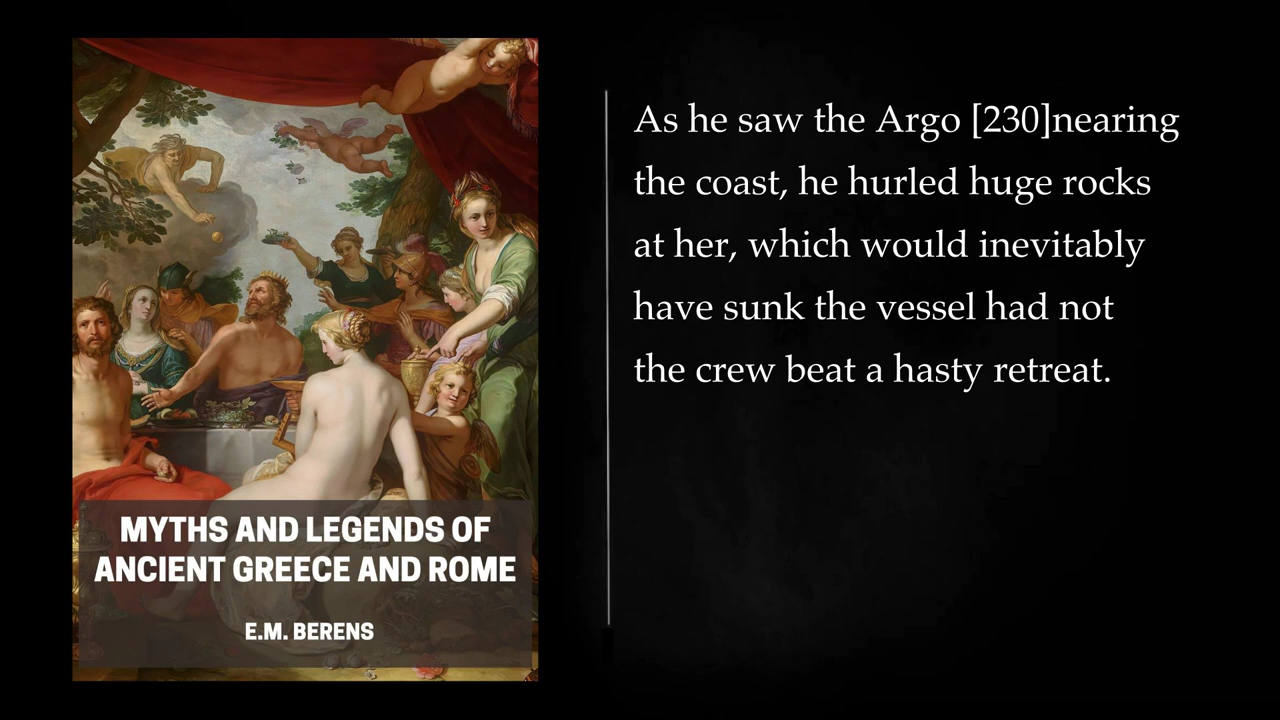 As he saw the Argo [230]nearing
the coast, he hurled huge rocks
at her, which would inevitably
have sunk the vessel had not
the crew beat a hasty retreat.
MYTHS AND LEGENDS OF
ANCIENT GREECE AND ROME
E.M. BERENS